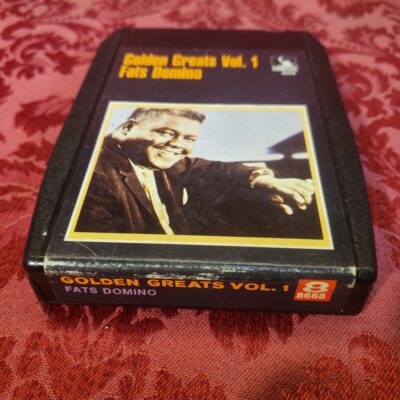 Golden Greats Vol. 1
Fats Domino
GOLDEN GREATS VOL. 1
FATS DOMINO
8
8668